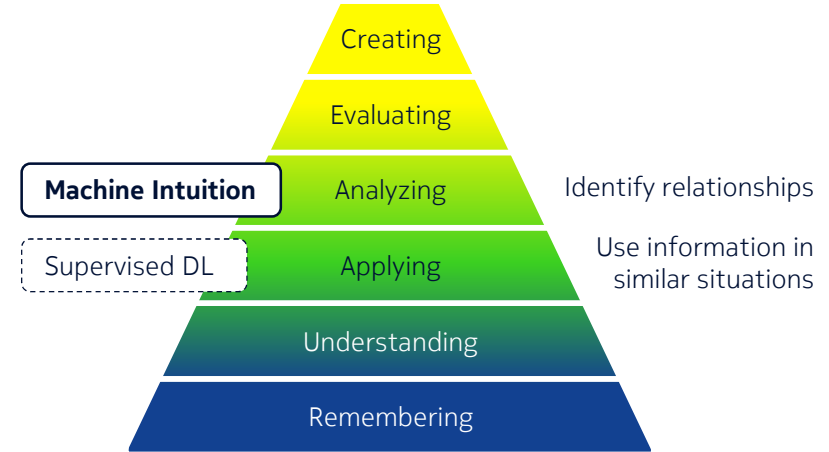 Creating
Evaluating
Machine Intuition
Analyzing
Identify relationships
Supervised DL
Applying
Use information in
similar situations
Understanding
Remembering